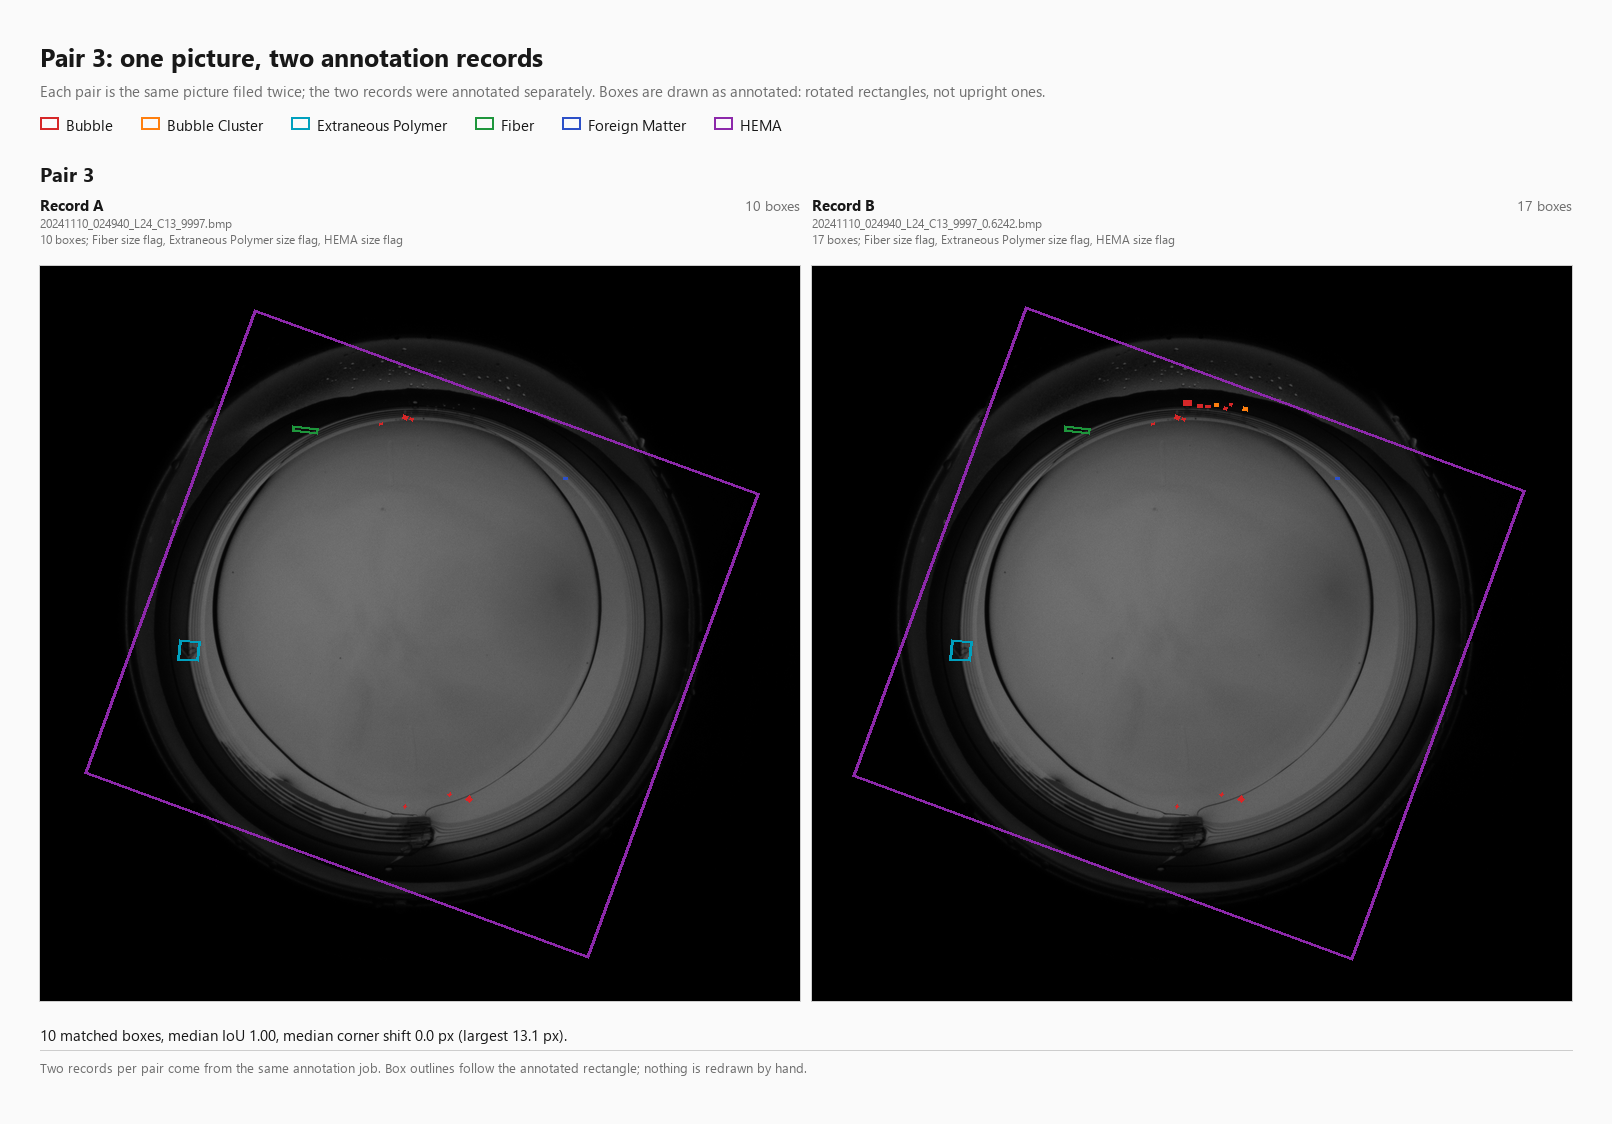 Pair 3: one picture, two annotation records
Each pair is the same picture filed twice; the two records were annotated separately. Boxes are drawn as annotated: rotated rectangles, not upright ones.
Bubble Bubble Cluster Extraneous Polymer Fiber Foreign Matter HEMA
Pair 3
Record A 10 boxes
20241110_024940_L24_C13_9997.bmp
10 boxes; Fiber size flag, Extraneous Polymer size flag, HEMA size flag
Record B 17 boxes
20241110_024940_L24_C13_9997_0.6242.bmp
17 boxes; Fiber size flag, Extraneous Polymer size flag, HEMA size flag
10 matched boxes, median IoU 1.00, median corner shift 0.0 px (largest 13.1 px).
Two records per pair come from the same annotation job. Box outlines follow the annotated rectangle; nothing is redrawn by hand.